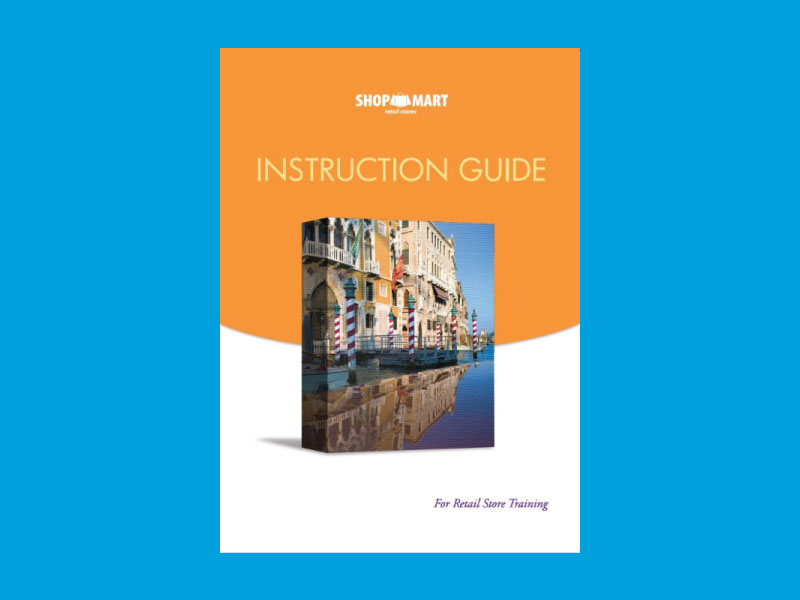 SHOP MART
retail stores
INSTRUCTION GUIDE
For Retail Store Training